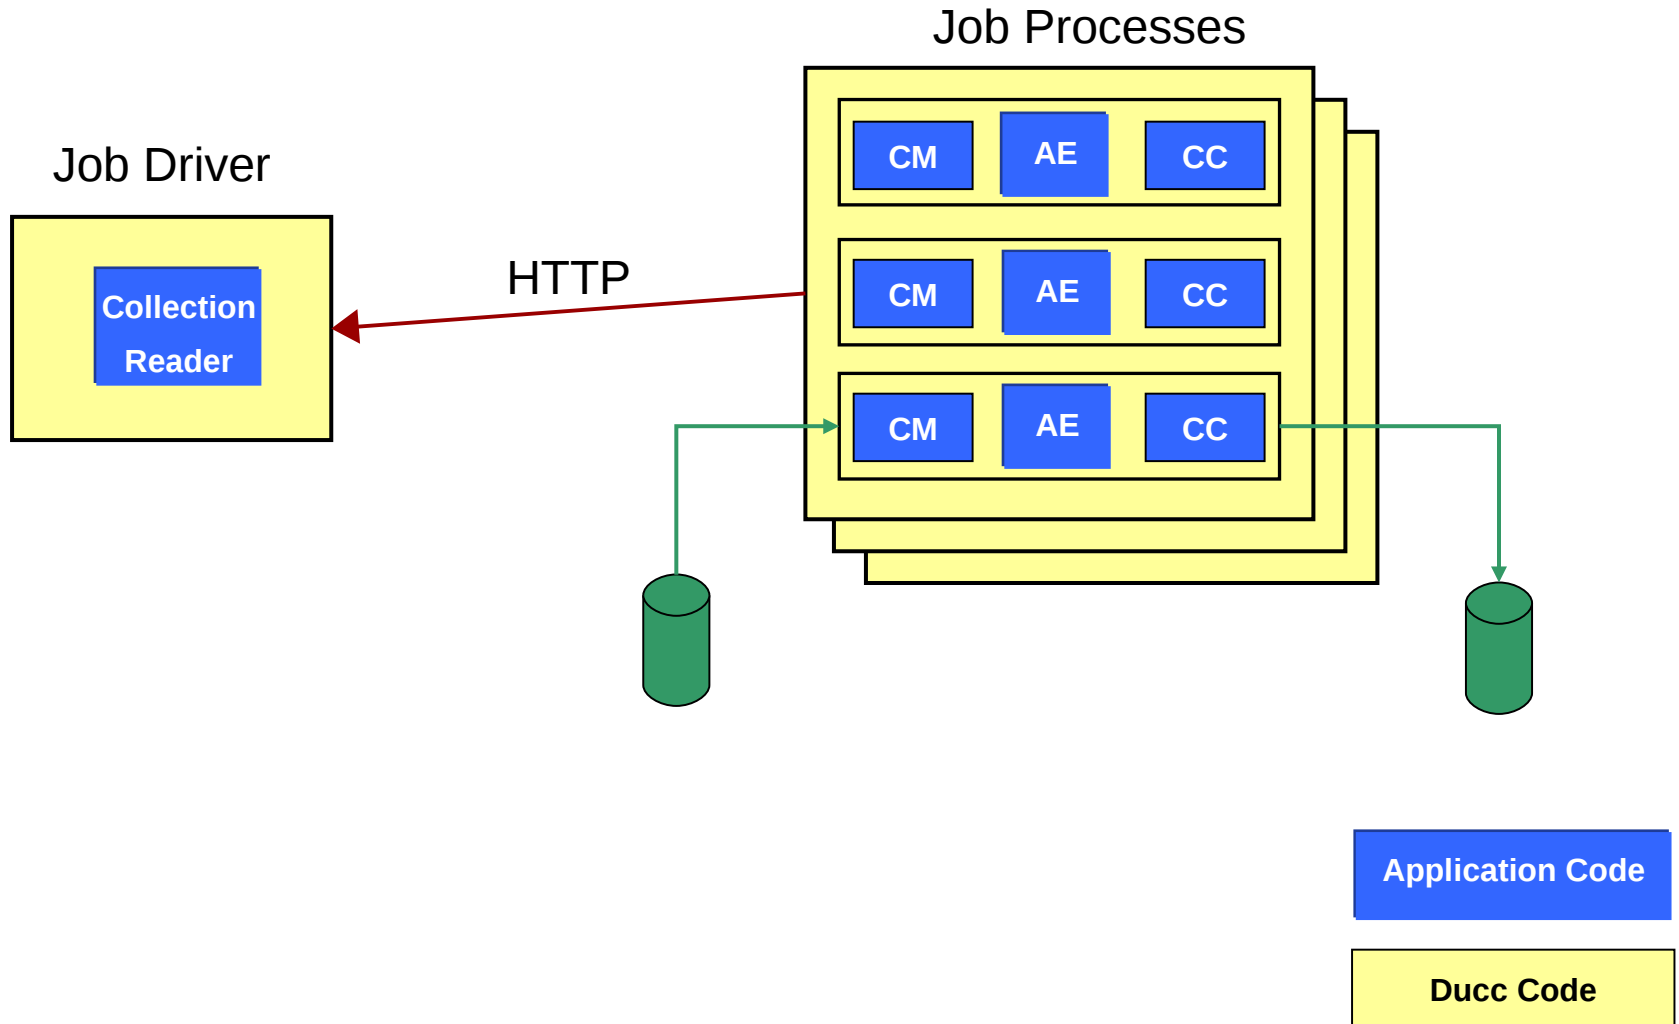 Job Processes
Job Driver
CM AE CC
HTTP
CM AE CC
Collection
Reader
CM AE CC
Application Code
Ducc Code